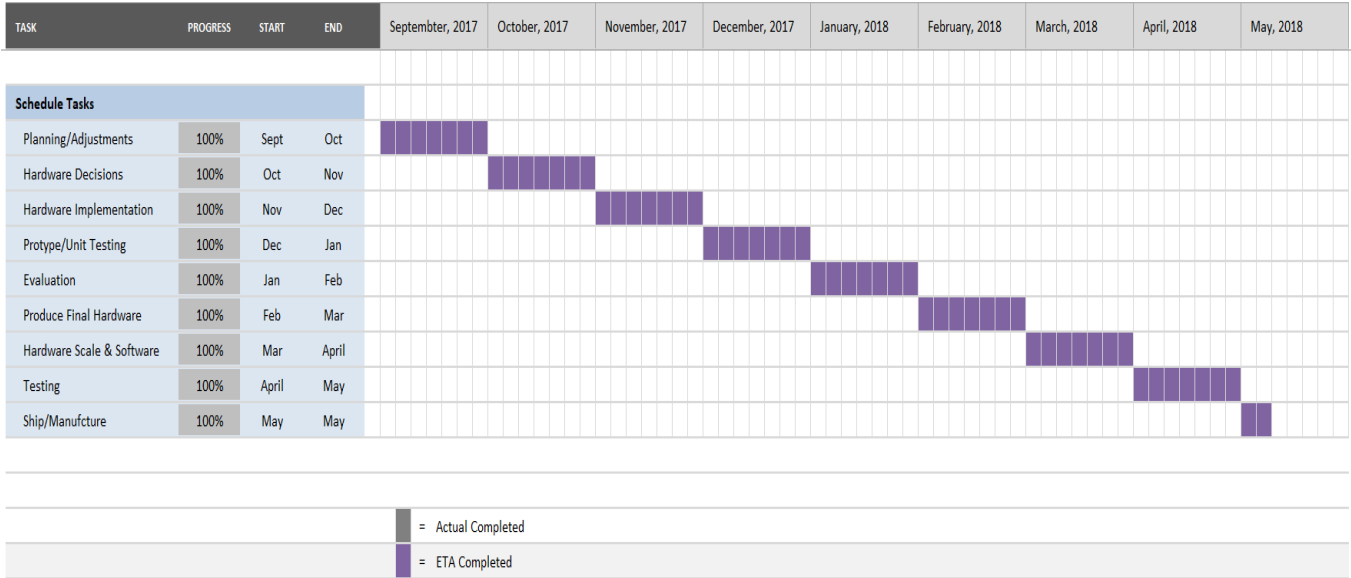 TASK PROGRESS START END Septembter, 2017 October, 2017 November, 2017 December, 2017 January, 2018 February, 2018 March, 2018 April, 2018 May, 2018
Schedule Tasks
Planning/Adjustments 100% Sept Oct
Hardware Decisions 100% Oct Nov
Hardware Implementation 100% Nov Dec
Protype/Unit Testing 100% Dec Jan
Evaluation 100% Jan Feb
Produce Final Hardware 100% Feb Mar
Hardware Scale & Software 100% Mar April
Testing 100% April May
Ship/Manufcture 100% May May
= Actual Completed
= ETA Completed